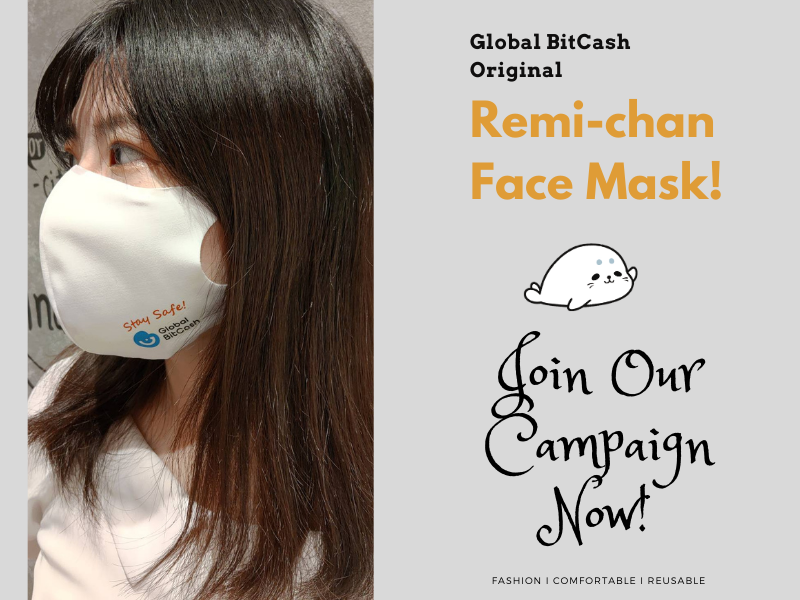 Global BitCash
Original
Remi-chan
Face Mask!
Stay Safe!
Global
BitCash
Join Our
Campaign
Now!
FASHION I COMFORTABLE I REUSABLE